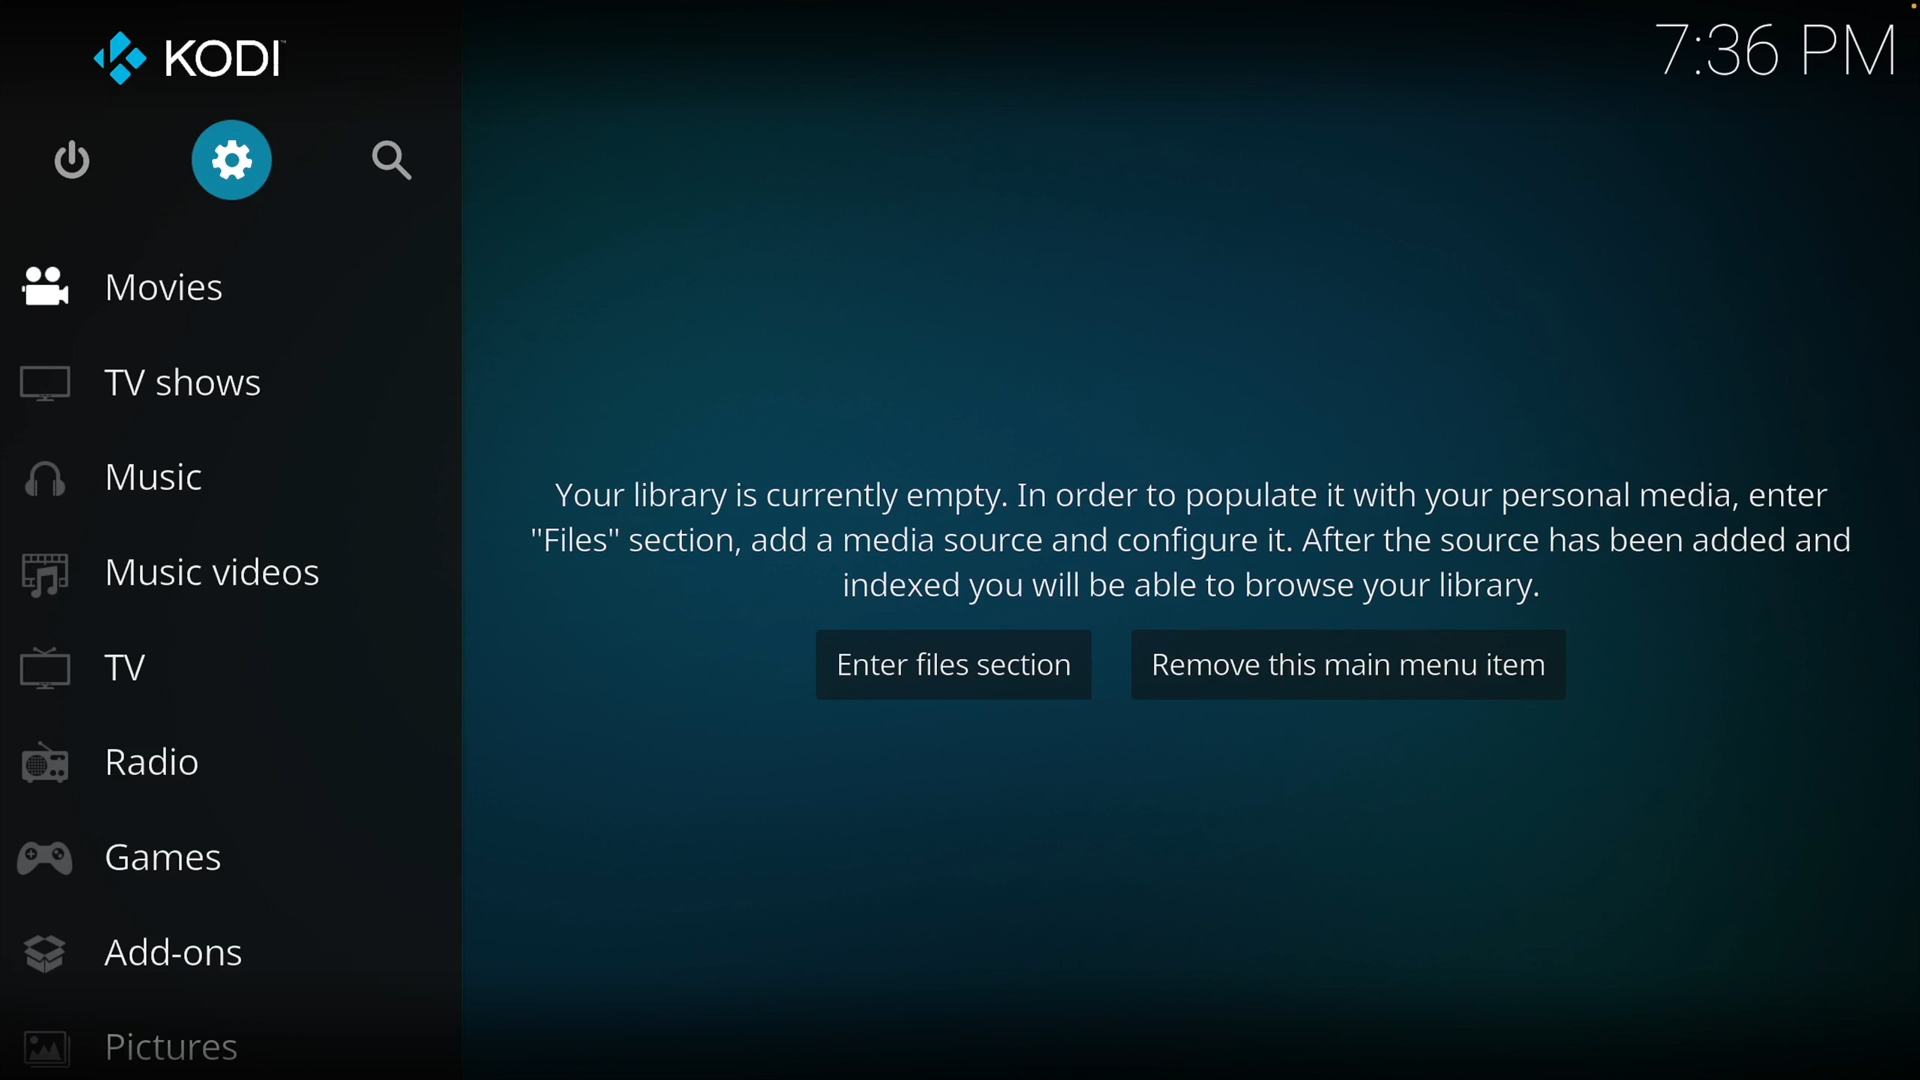 KODI
7:36 PM
Movies
TV shows
Music
Music videos
TV
Radio
Games
Add-ons
Pictures
Your library is currently empty. In order to populate it with your personal media, enter
"Files" section, add a media source and configure it. After the source has been added and
indexed you will be able to browse your library.
Enter files section
Remove this main menu item